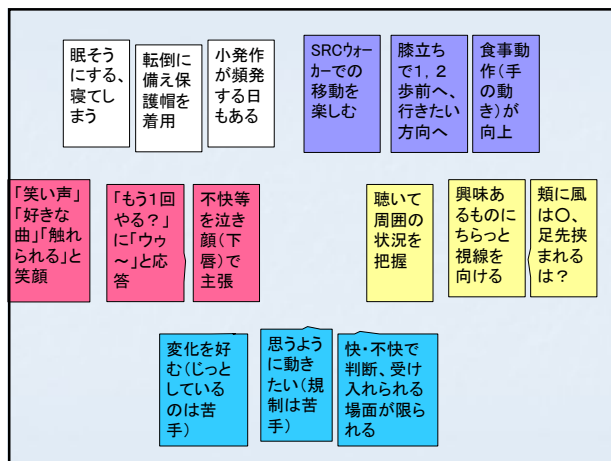 眠そう
にする、
寝てし
まう
転倒に
備え保
護帽を
着用
小発作
が頻発
する日
もある
SRCウォー
カーでの
移動を
楽しむ
膝立ち
で1,2
歩前へ、
行きたい
方向へ
食事動
作(手
の動
き)が
向上
「笑い声」
「好きな
曲」「触れ
られる」と
笑顔
「もう1回
やる?」
に「ウゥ
～」と応
答
不快等
を泣き
顔(下
唇)で
主張
聴いて
周囲の
状況を
把握
興味あ
るものに
ちらっと
視線を
向ける
頬に風
は〇、
足先挟
まれる
は?
変化を好
む(じっと
している
のは苦
手)
思うよう
に動き
たい(規
制は苦
手)
快・不快で
判断、受け
入れられる
場面が限ら
れる